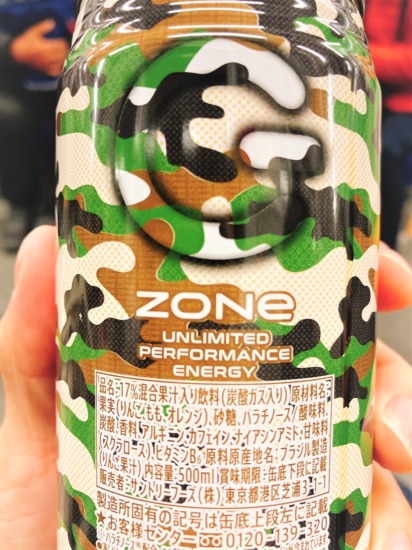 G
ZONe
UNLIMITED
PERFORMANCE
ENERGY
品名:17%混合果汁入り飲料(炭酸ガス入り)原材料名:
果実(りんご、もも、オレンジ)、砂糖、パラチノース/酸味料、
炭酸、香料、アルギニン、カフェイン、ナイアシンアミド、甘味料
(スクラロース)、ビタミンB₆ 原料原産地名:ブラジル製造
(りんご果汁) 内容量:500ml 賞味期限:缶底下段に記載
販売者:サントリーフーズ(株)、東京都港区芝浦3-1-1
製造所固有の記号は缶底上段左に記載
★お客様センター 0120-139-320